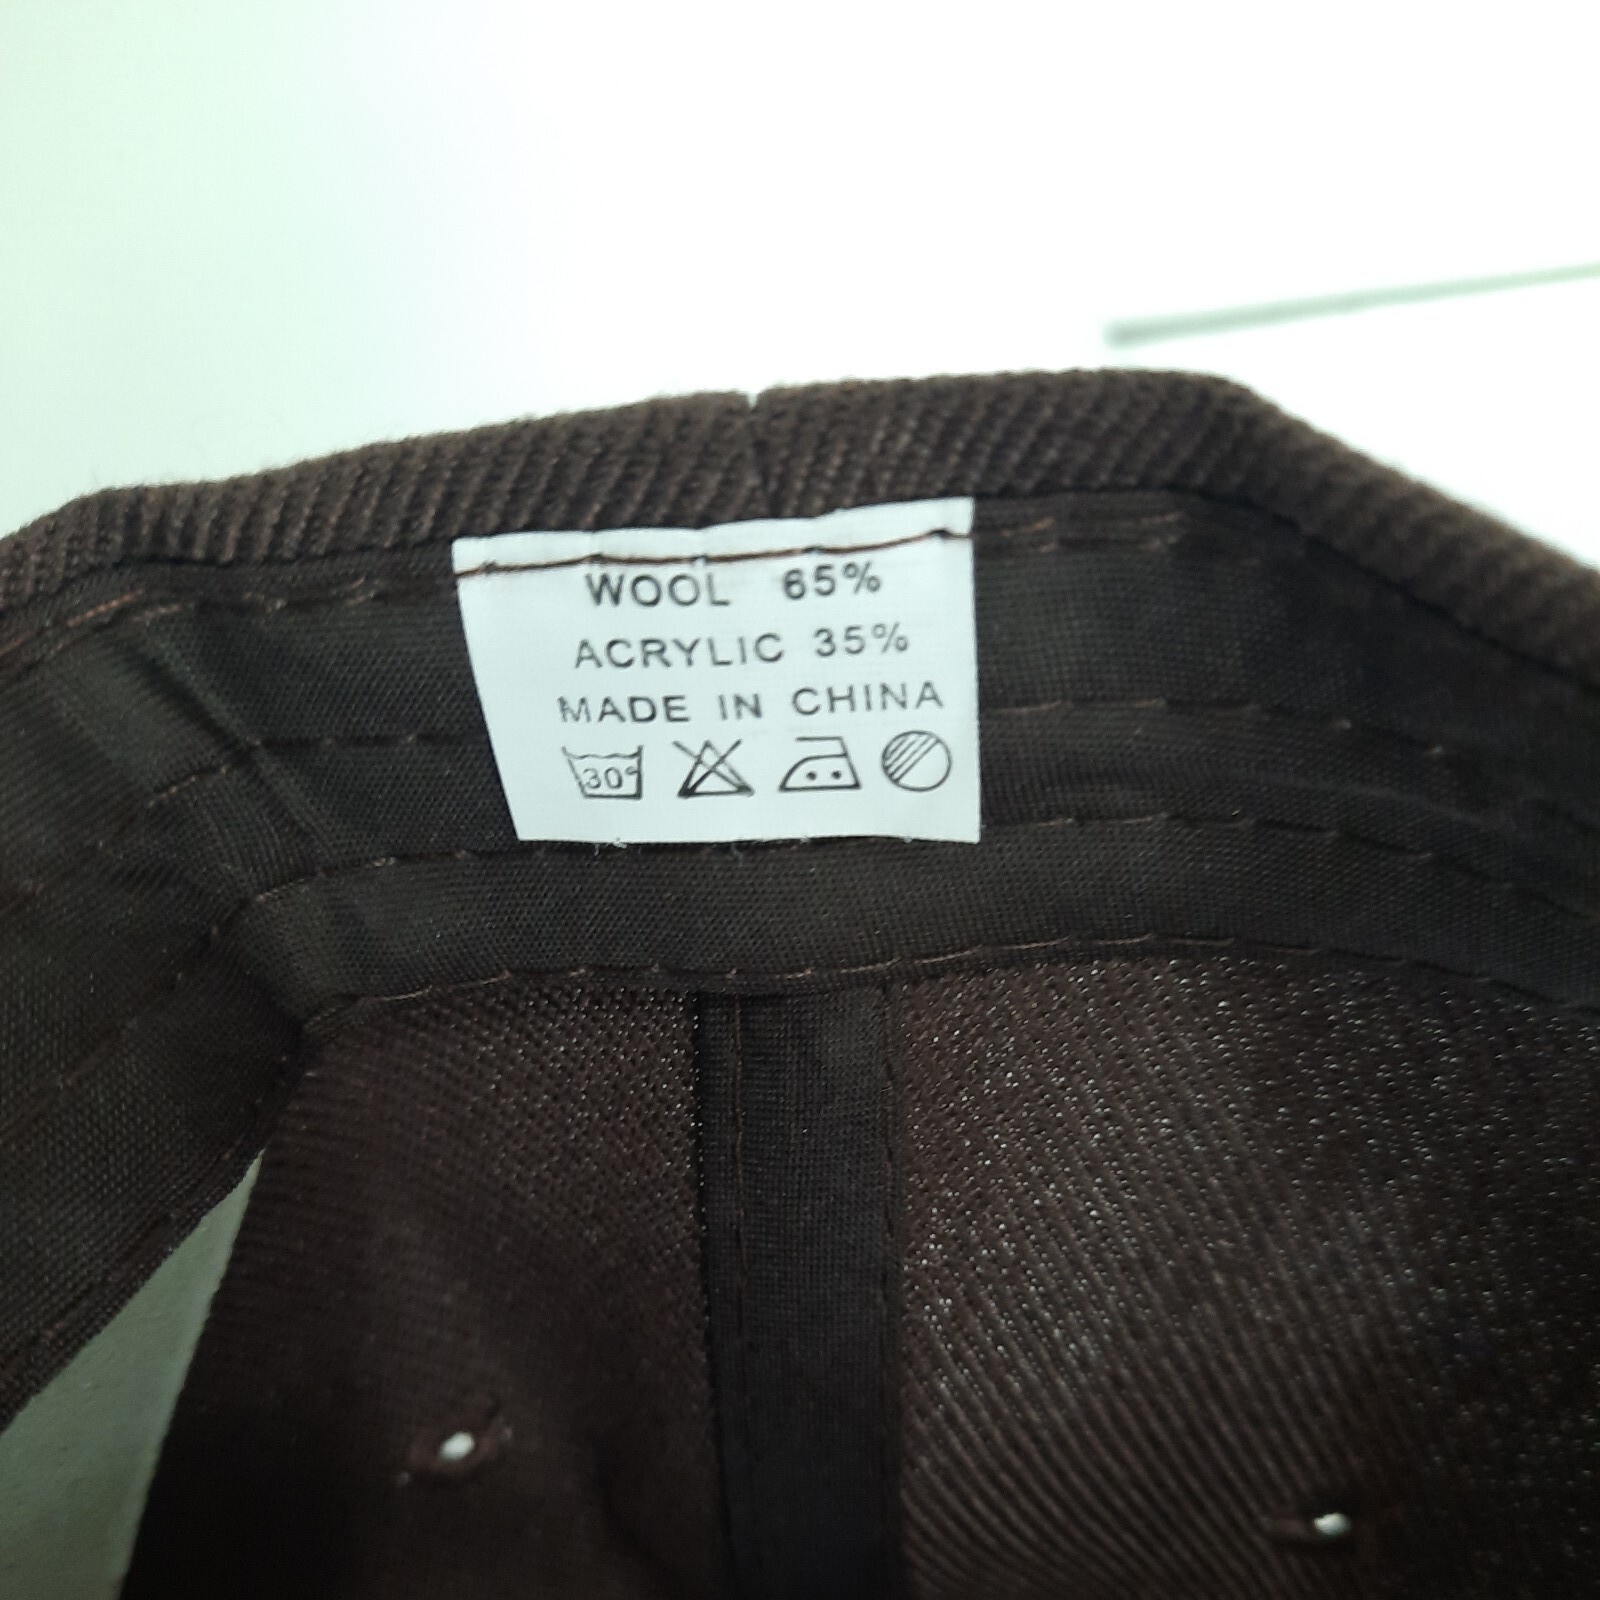 WOOL 65%
ACRYLIC 35%
MADE IN CHINA
30°